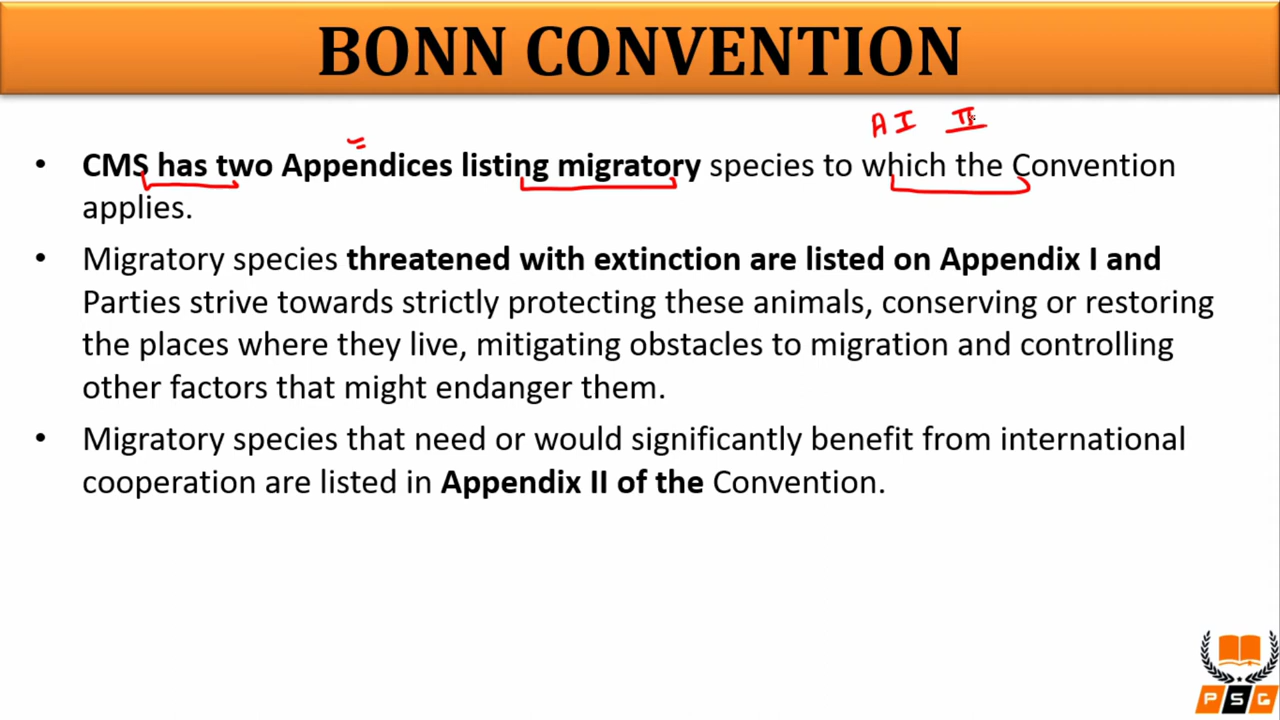 BONN CONVENTION
A I II
• CMS has two Appendices listing migratory species to which the Convention
applies.
• Migratory species threatened with extinction are listed on Appendix I and
Parties strive towards strictly protecting these animals, conserving or restoring
the places where they live, mitigating obstacles to migration and controlling
other factors that might endanger them.
• Migratory species that need or would significantly benefit from international
cooperation are listed in Appendix II of the Convention.
PSG